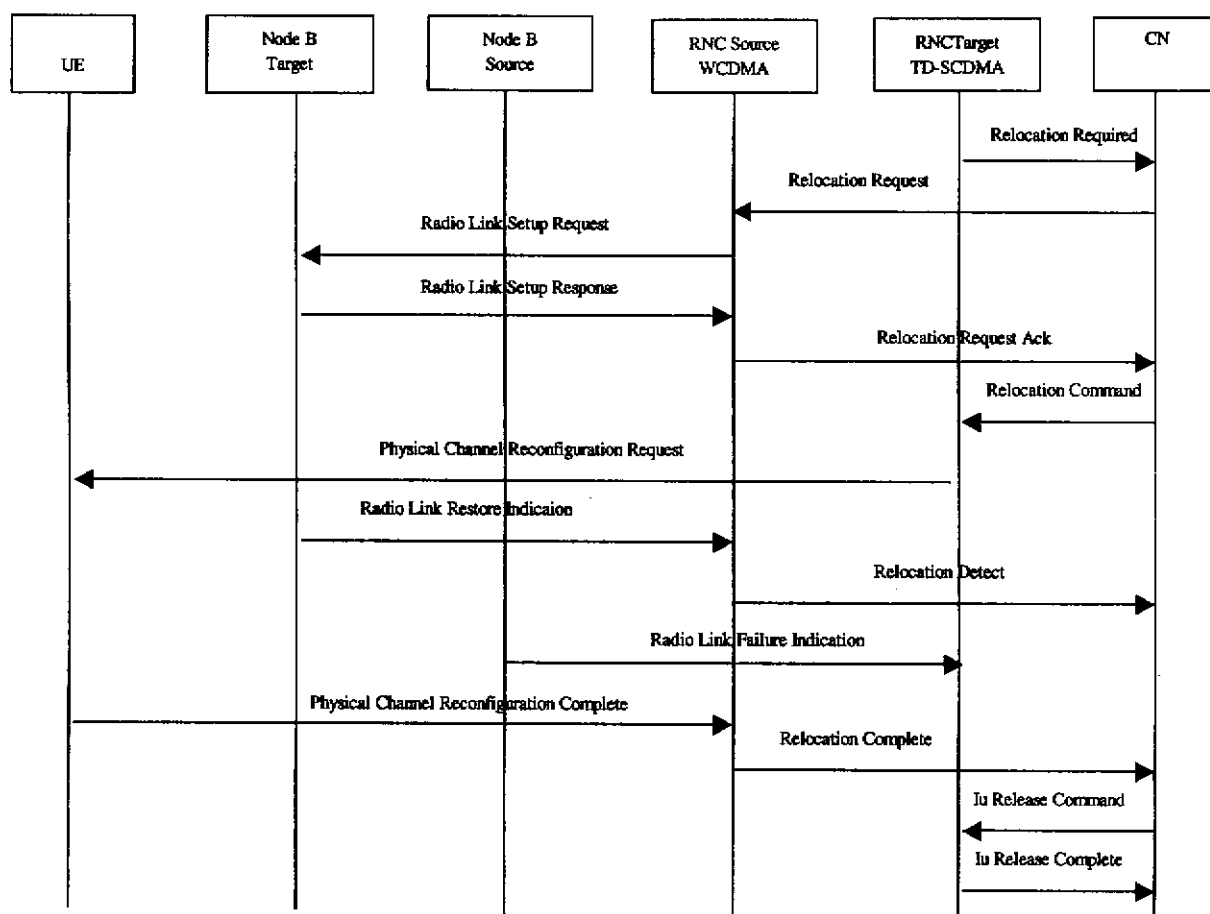 UE
Node B
Target
Node B
Source
RNC Source
WCDMA
RNCTarget
TD-SCDMA
CN
Relocation Required
Relocation Request
Radio Link Setup Request
Radio Link Setup Response
Relocation Request Ack
Relocation Command
Physical Channel Reconfiguration Request
Radio Link Restore Indicaion
Relocation Detect
Radio Link Failure Indication
Physical Channel Reconfiguration Complete
Relocation Complete
Iu Release Command
Iu Release Complete